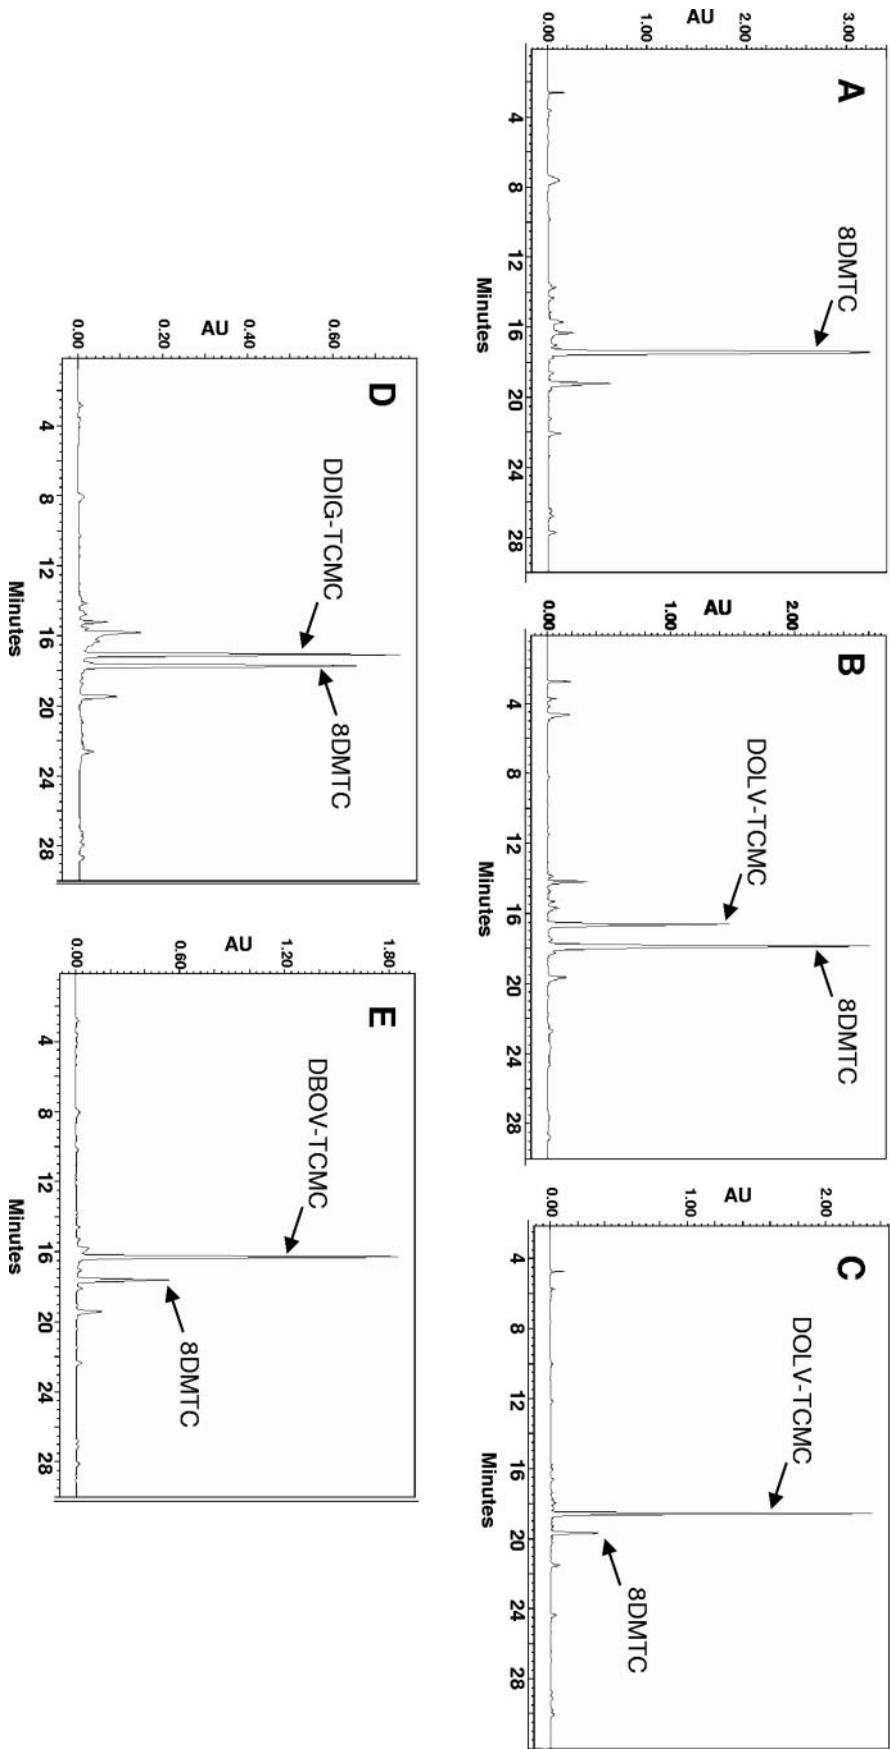 A
3.00
2.00
1.00
0.00
AU
8DMTC
4
8
12
16
20
24
28
Minutes
B
2.00
1.00
0.00
AU
DOLV-TCMC
8DMTC
4
8
12
16
20
24
28
Minutes
C
2.00
1.00
0.00
AU
DOLV-TCMC
8DMTC
4
8
12
16
20
24
28
Minutes
D
0.60
0.40
0.20
0.00
AU
DDIG-TCMC
8DMTC
4
8
12
16
20
24
28
Minutes
E
1.80
1.20
0.60
0.00
AU
DBOV-TCMC
8DMTC
4
8
12
16
20
24
28
Minutes